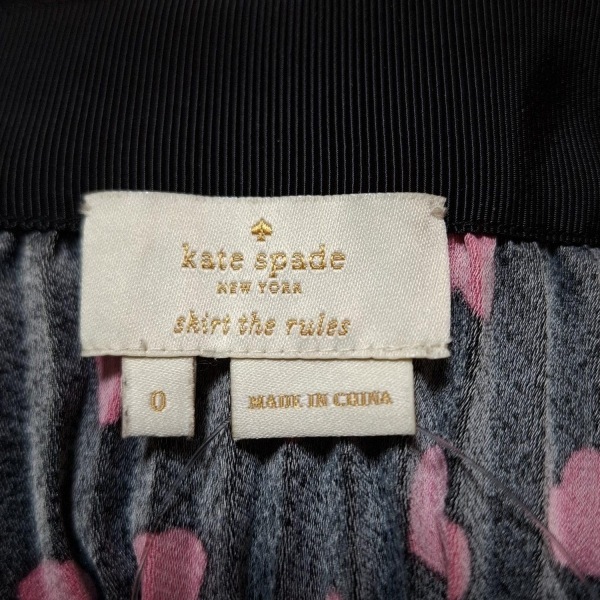 kate spade
NEW YORK
skirt the rules
0
MADE IN CHINA